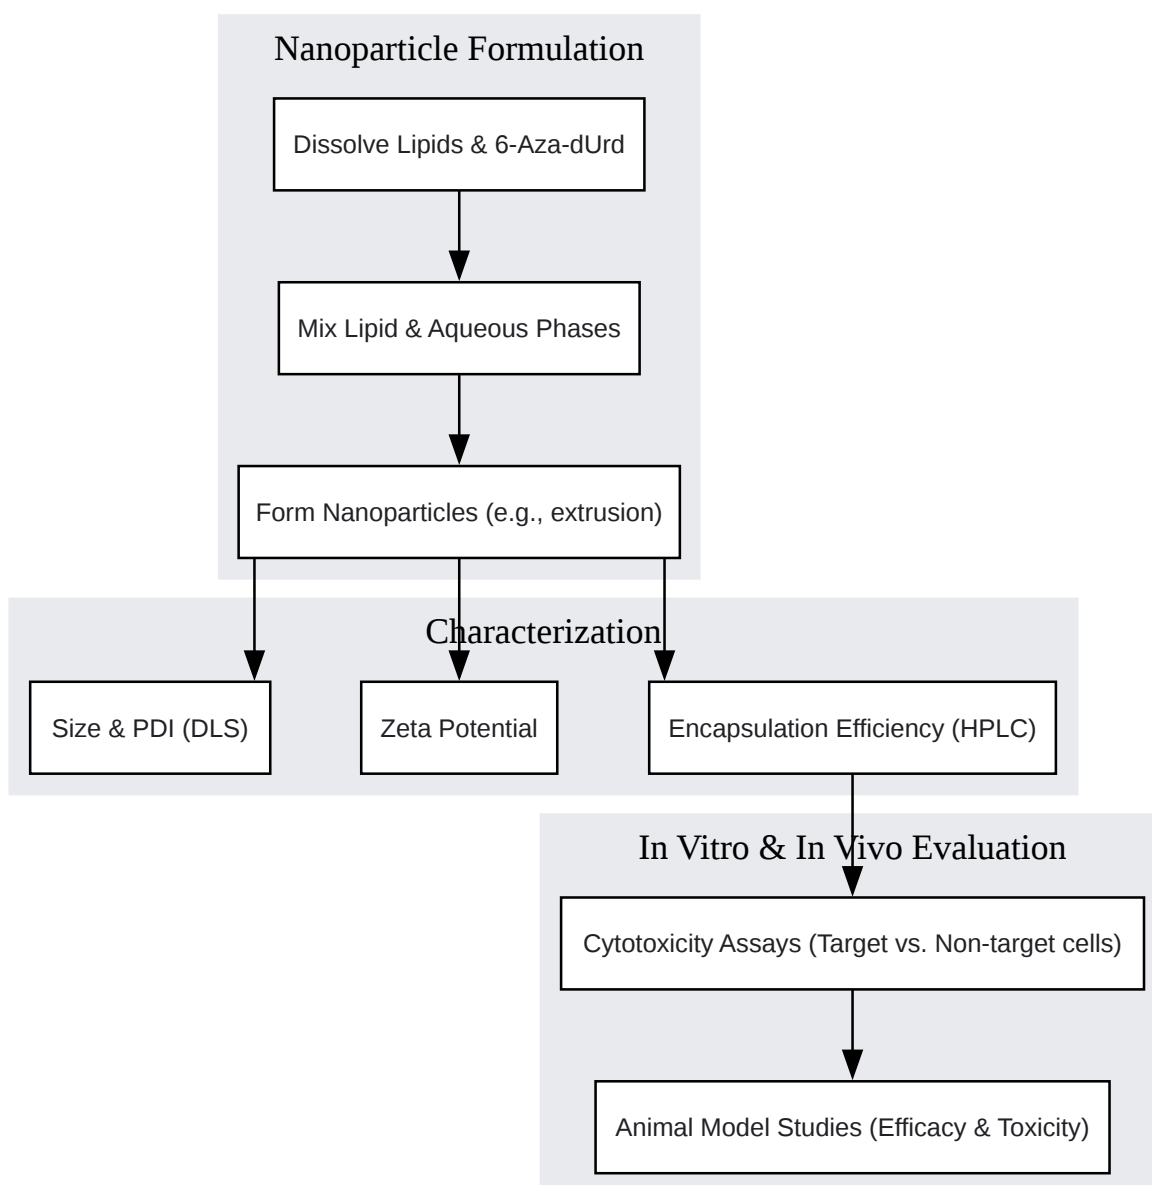 Nanoparticle Formulation
Dissolve Lipids & 6-Aza-dUrd
Mix Lipid & Aqueous Phases
Form Nanoparticles (e.g., extrusion)
Characterization
Size & PDI (DLS)
Zeta Potential
Encapsulation Efficiency (HPLC)
In Vitro & In Vivo Evaluation
Cytotoxicity Assays (Target vs. Non-target cells)
Animal Model Studies (Efficacy & Toxicity)